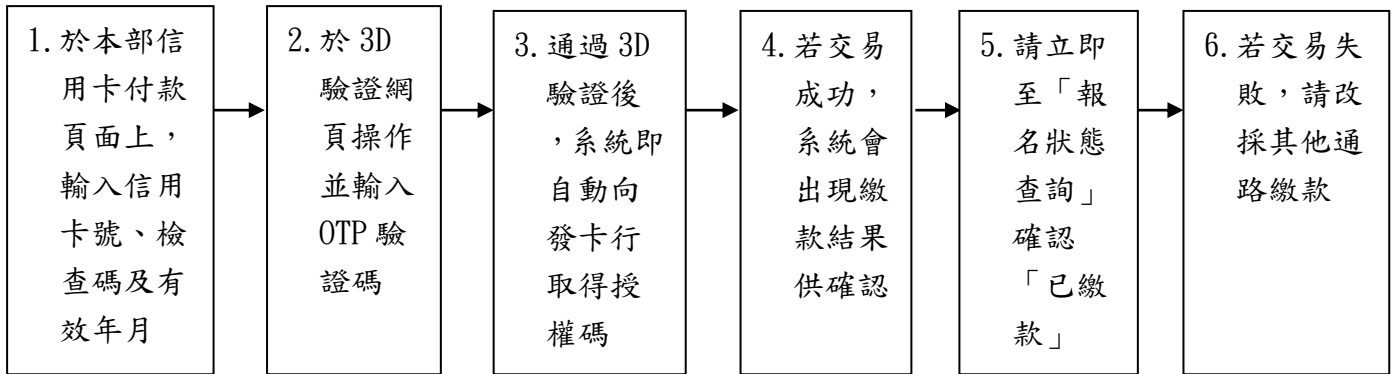 1.於本部信
用卡付款
頁面上，
輸入信用
卡號、檢
查碼及有
效年月
2.於 3D
驗證網
頁操作
並輸入
OTP 驗
證碼
3.通過 3D
驗證後
，系統即
自動向
發卡行
取得授
權碼
4.若交易
成功，
系統會
出現繳
款結果
供確認
5.請立即
至「報
名狀態
查詢」
確認
「已繳
款」
6.若交易失
敗，請改
採其他通
路繳款